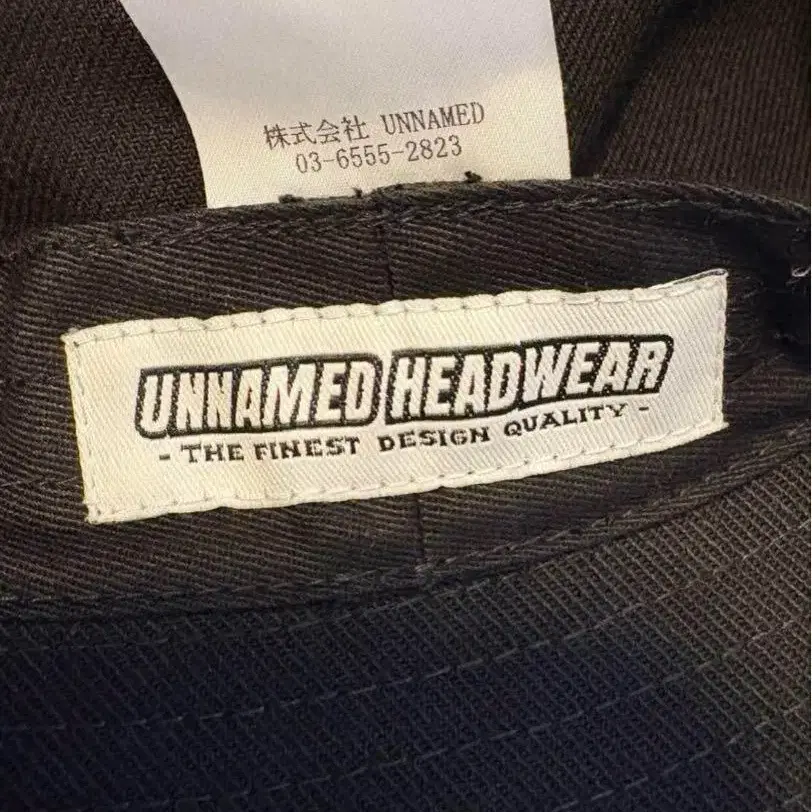 株式会社 UNNAMED
03-6555-2823
UNNAMED HEADWEAR
- THE FINEST DESIGN QUALITY -